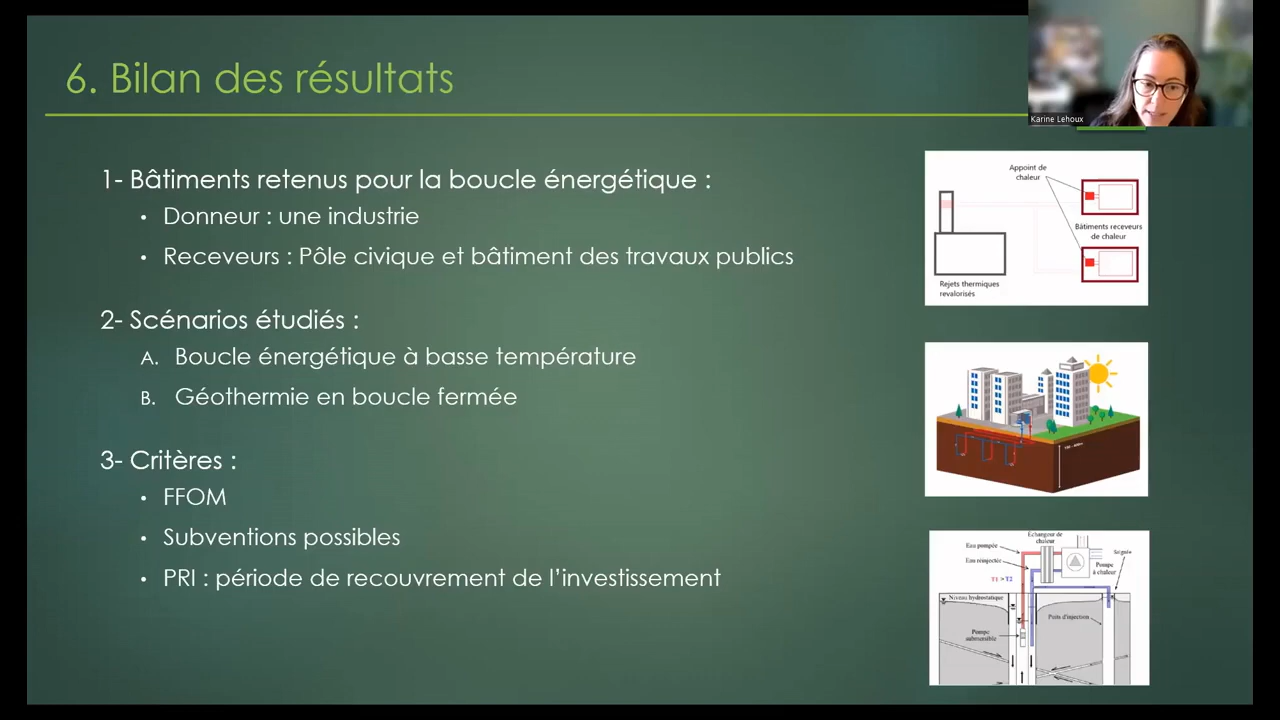 6. Bilan des résultats
Karine Lehoux
1- Bâtiments retenus pour la boucle énergétique :
• Donneur : une industrie
• Receveurs : Pôle civique et bâtiment des travaux publics
2- Scénarios étudiés :
A. Boucle énergétique à basse température
B. Géothermie en boucle fermée
3- Critères :
• FFOM
• Subventions possibles
• PRI : période de recouvrement de l'investissement
Appoint de
chaleur
Bâtiments receveurs
de chaleur
Rejets thermiques
revalorisés
Échangeur de
chaleur
Eau pompée
Eau réinjectée
T1 > T2
Saignée
Pompe
à chaleur
Niveau hydrostatique
Puits d'injection
Pompe
submersible